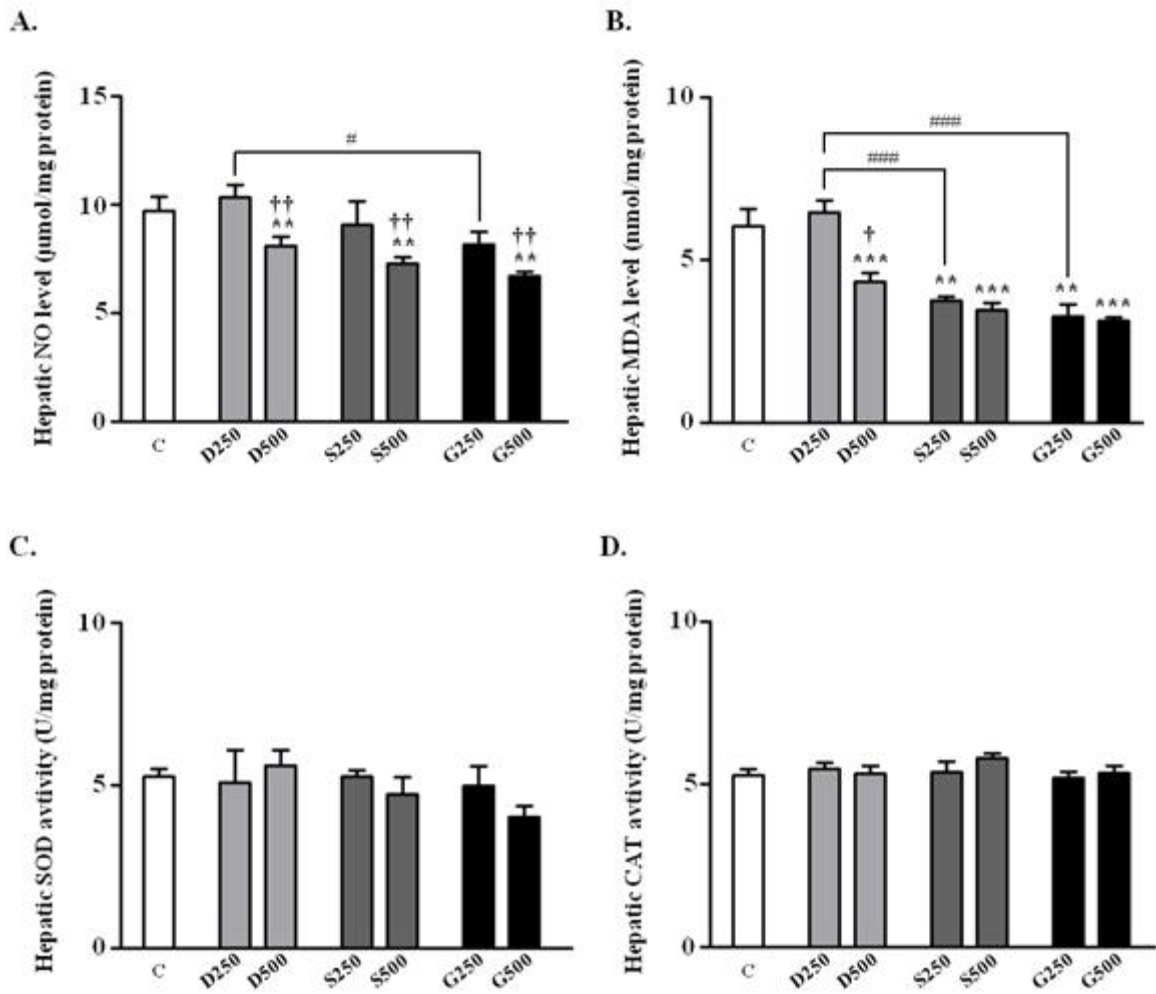 A.
Hepatic NO level (µmol/mg protein)
15
10
5
0
#
††
**
††
**
††
**
C D250 D500 S250 S500 G250 G500
B.
Hepatic MDA level (nmol/mg protein)
10
5
0
###
###
†
***
**
***
**
***
C D250 D500 S250 S500 G250 G500
C.
Hepatic SOD avtivity (U/mg protein)
10
5
0
C D250 D500 S250 S500 G250 G500
D.
Hepatic CAT avtivity (U/mg protein)
10
5
0
C D250 D500 S250 S500 G250 G500